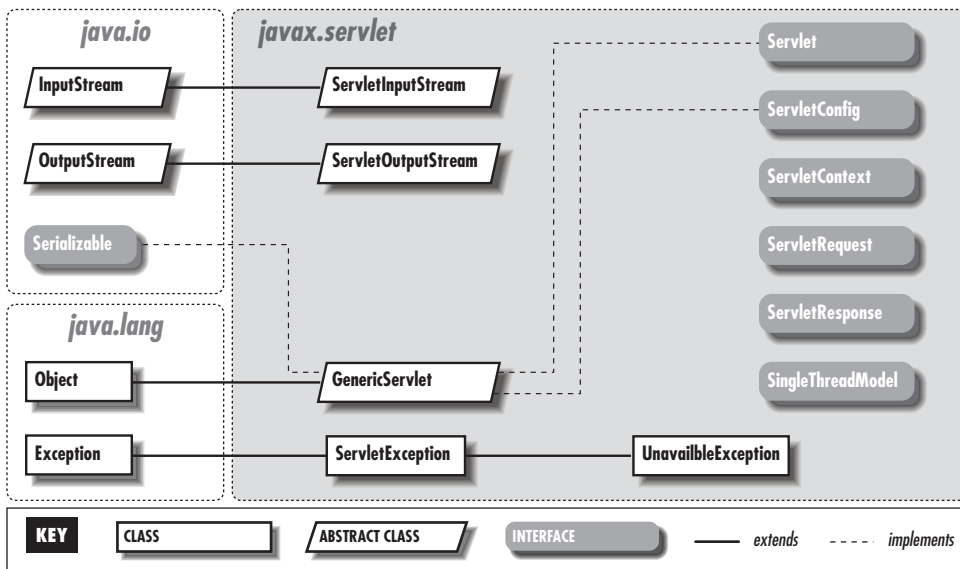 java.io
InputStream
OutputStream
Serializable
java.lang
Object
Exception
javax.servlet
ServletInputStream
ServletOutputStream
GenericServlet
ServletException
UnavailbleException
Servlet
ServletConfig
ServletContext
ServletRequest
ServletResponse
SingleThreadModel
KEY
CLASS
ABSTRACT CLASS
INTERFACE
extends
implements